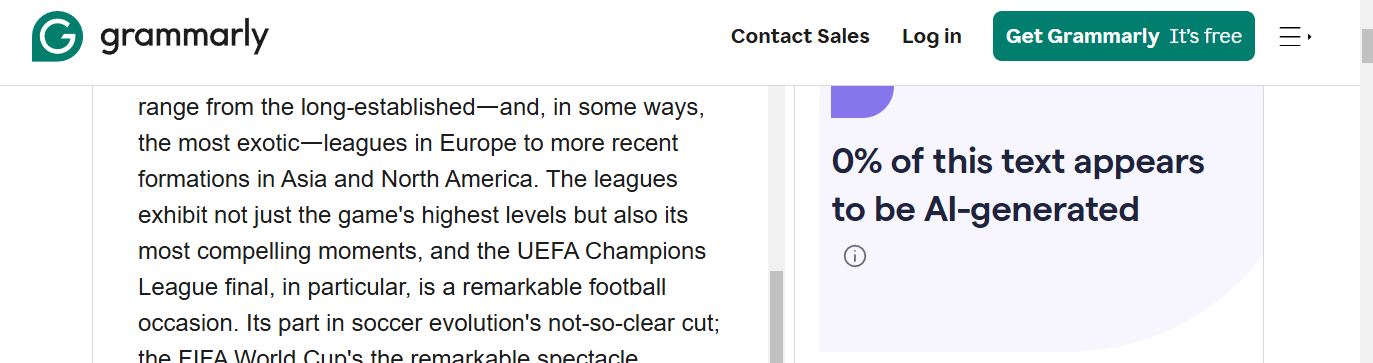 grammarly
Contact Sales
Log in
Get Grammarly It's free
range from the long-established—and, in some ways,
the most exotic—leagues in Europe to more recent
formations in Asia and North America. The leagues
exhibit not just the game's highest levels but also its
most compelling moments, and the UEFA Champions
League final, in particular, is a remarkable football
occasion. Its part in soccer evolution's not-so-clear cut;
the FIFA World Cup's the remarkable spectacle
0% of this text appears
to be AI-generated